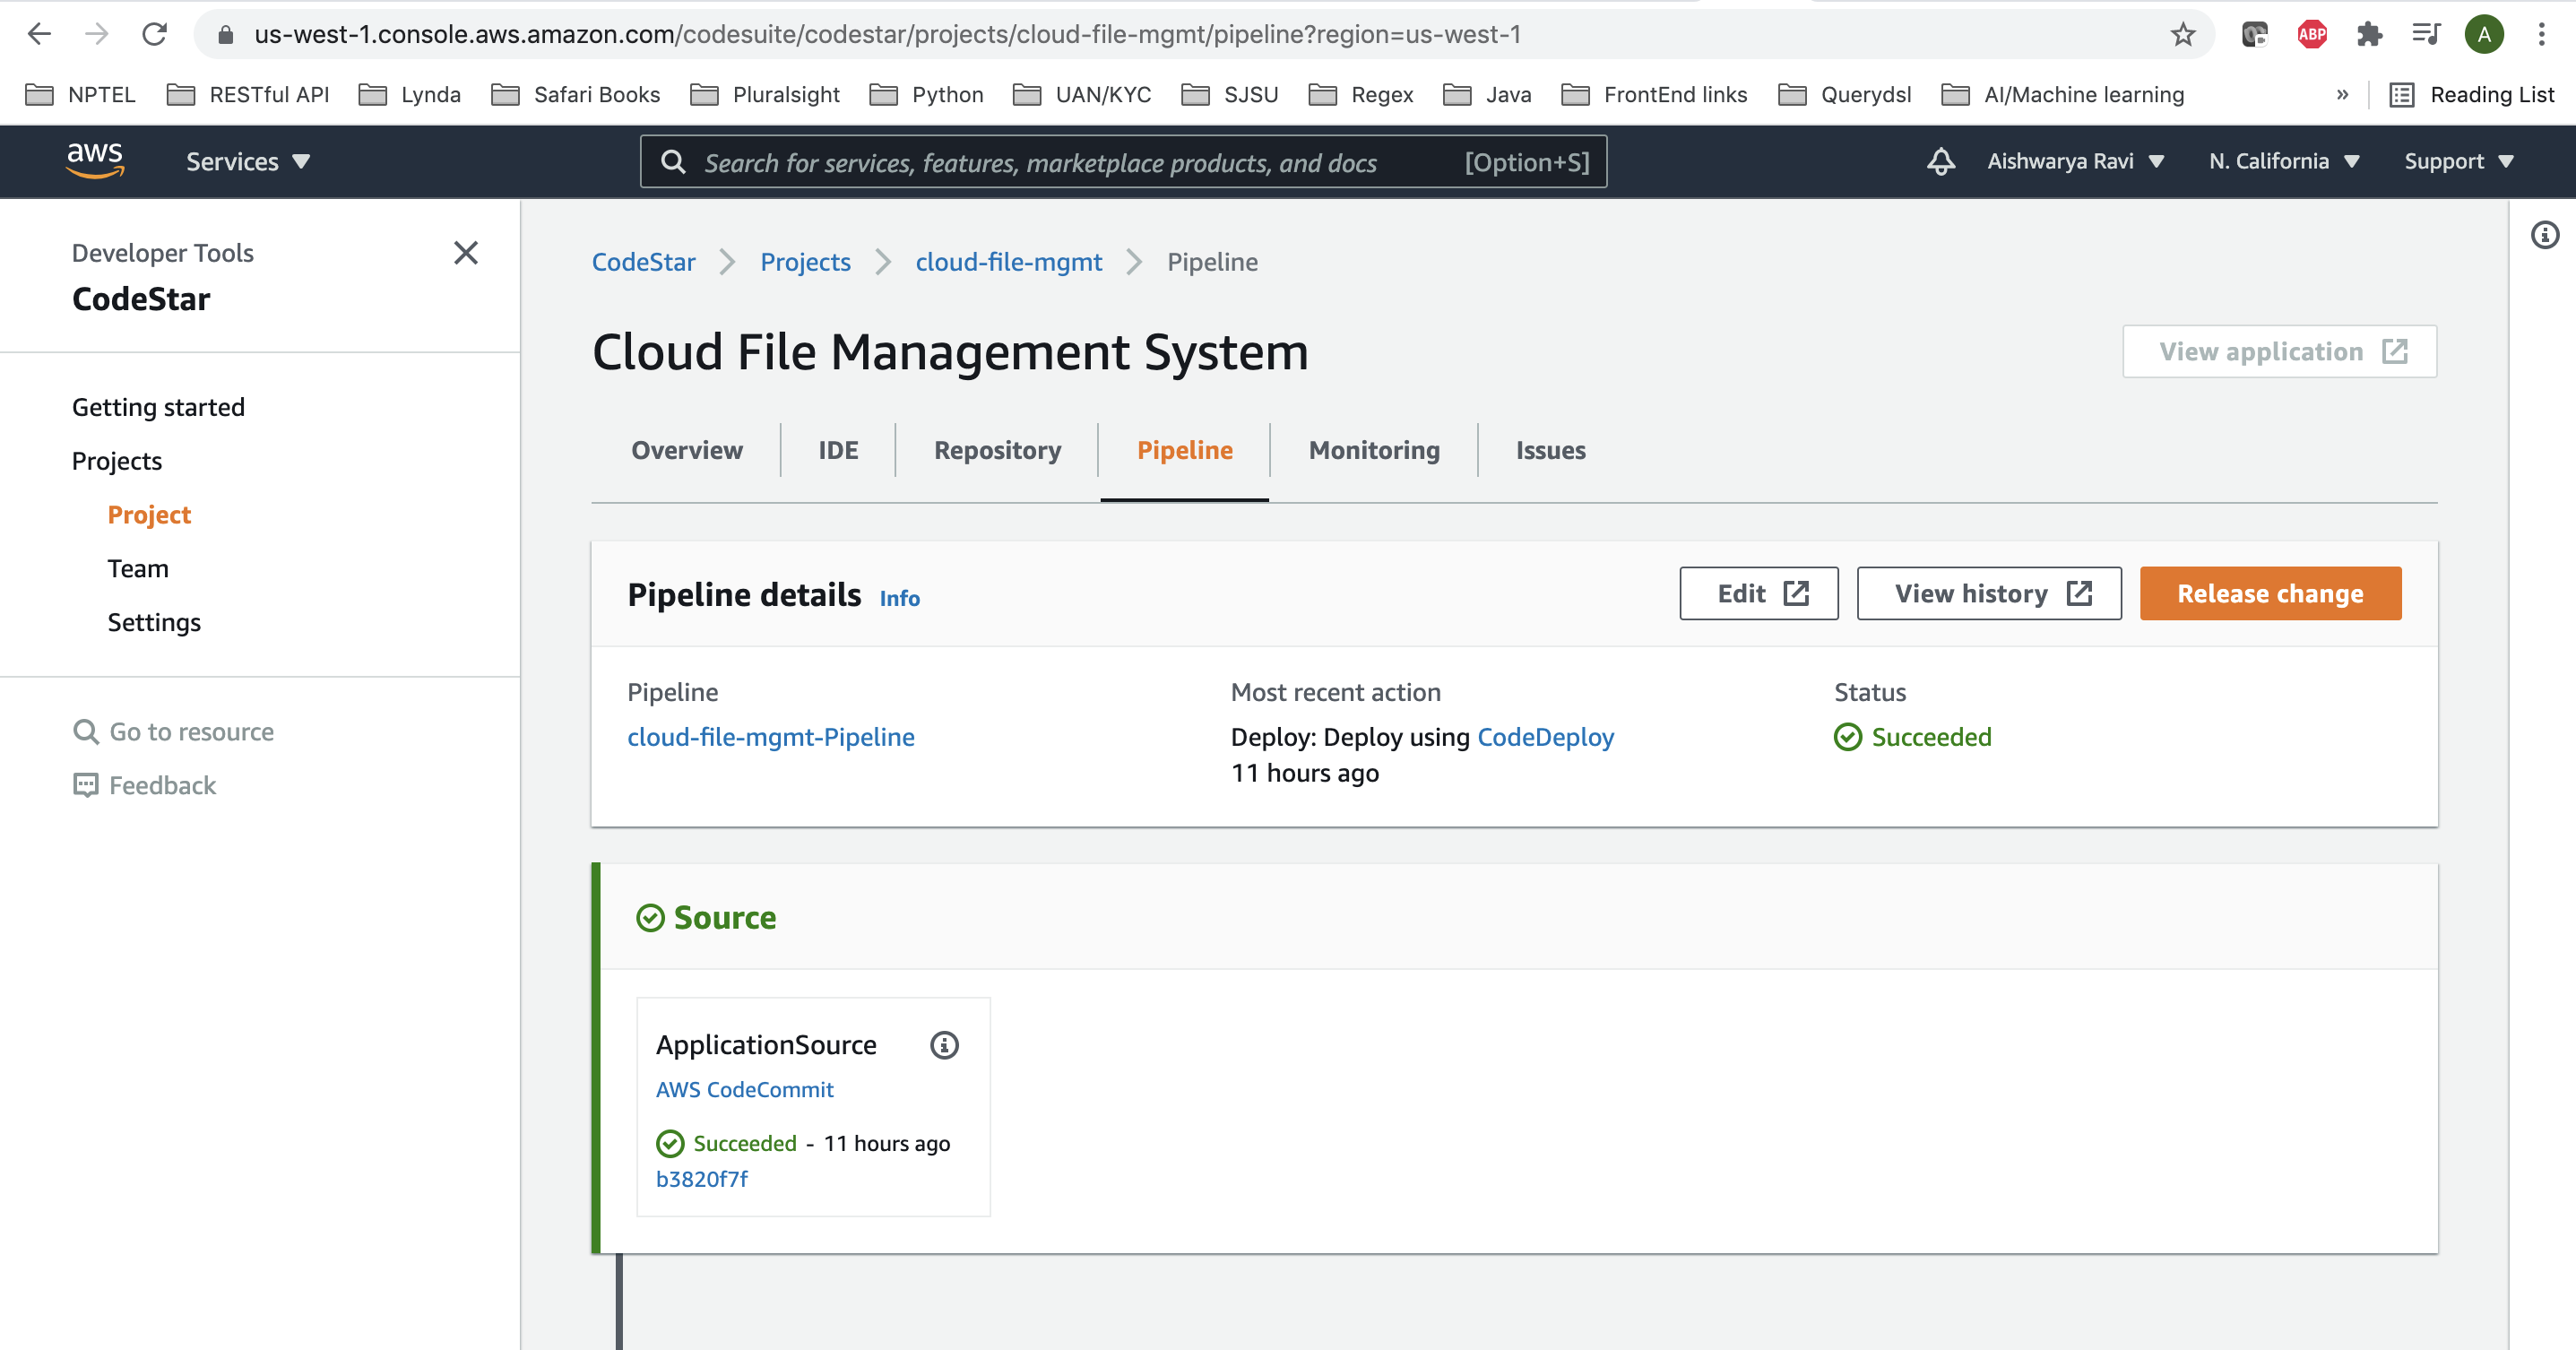 us-west-1.console.aws.amazon.com/codesuite/codestar/projects/cloud-file-mgmt/pipeline?region=us-west-1
ABP
A
NPTEL RESTful API Lynda Safari Books Pluralsight Python UAN/KYC SJSU Regex Java FrontEnd links Querydsl AI/Machine learning » Reading List
aws Services Search for services, features, marketplace products, and docs [Option+S] Aishwarya Ravi N. California Support
Developer Tools
CodeStar
Getting started
Projects
Project
Team
Settings
Go to resource
Feedback
CodeStar Projects cloud-file-mgmt Pipeline
Cloud File Management System View application
Overview IDE Repository Pipeline Monitoring Issues
Pipeline details Info Edit View history Release change
Pipeline Most recent action Status
cloud-file-mgmt-Pipeline Deploy: Deploy using CodeDeploy Succeeded
11 hours ago
Source
ApplicationSource
AWS CodeCommit
Succeeded - 11 hours ago
b3820f7f